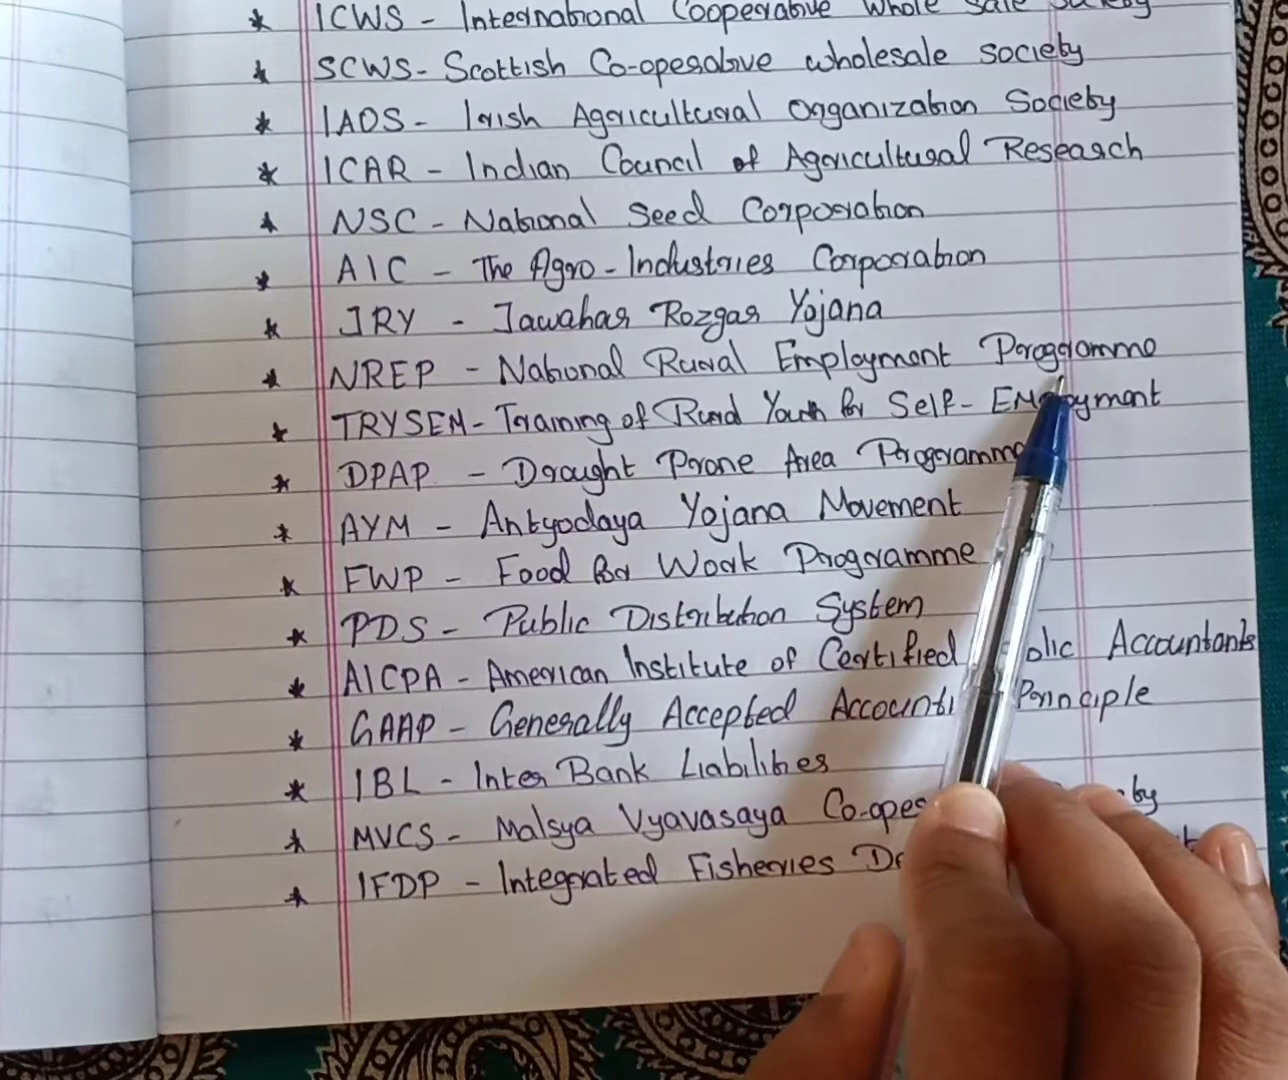 * ICWS - International Cooperative Whole Sale Society
* SCWS - Scottish Co-operative wholesale society
* IAOS - Irish Agricultural Organization Society
* ICAR - Indian Council of Agricultural Research
* NSC - National Seed Corporation
* AIC - The Agro - Industries Corporation
* JRY - Jawahar Rozgar Yojana
* NREP - National Rural Employment Programme
* TRYSEM - Training of Rural Youth for Self - Employment
* DPAP - Drought Prone Area Programme
* AYM - Antyodaya Yojana Movement
* FWP - Food for Work Programme
* PDS - Public Distribution System
* AICPA - American Institute of Certified Accountants
* GAAP - Generally Accepted Principle
* IBL - Inter Bank Liabilities
* MVCS - Malsya Vyavasaya
* IFDP - Integrated Fisheries